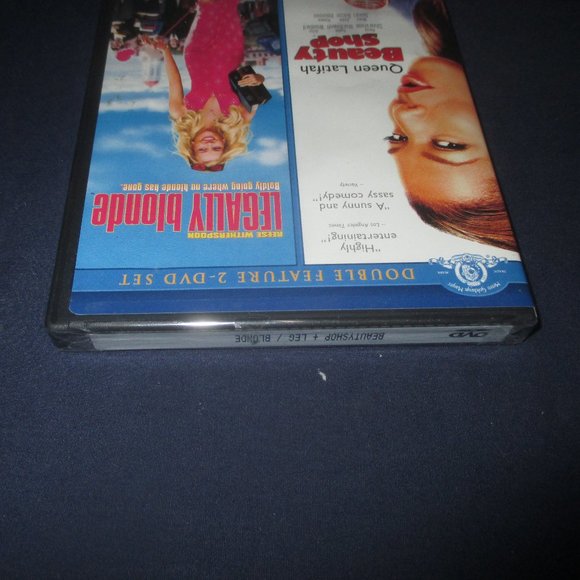 DOUBLE FEATURE 2-DVD SET
"Highly
entertaining!"
– Los Angeles Times
"A sunny and
sassy comedy!"
– Variety
Queen Latifah
Beauty
Shop
REESE WITHERSPOON
LEGALLY blonde
Boldly going where no blonde has gone.
DVD
BEAUTYSHOP + LEG / BLONDE